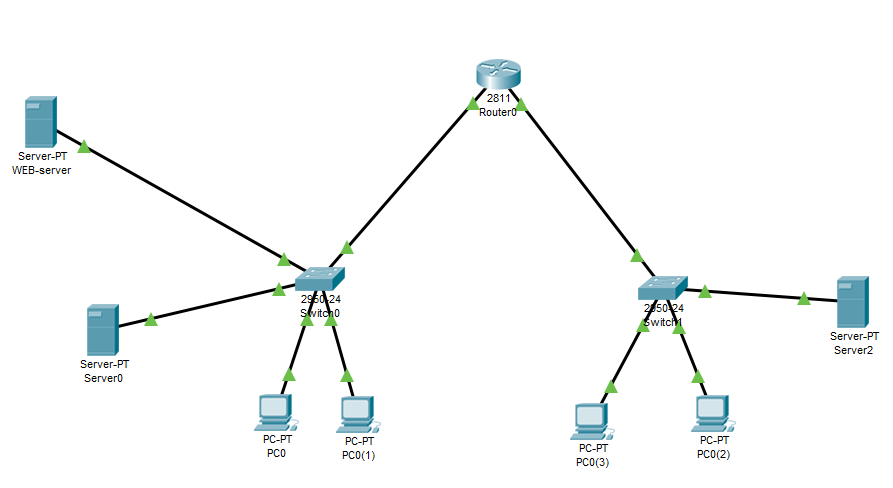 2811
Router0
Server-PT
WEB-server
2950-24
Switch0
2950-24
Switch1
Server-PT
Server2
Server-PT
Server0
PC-PT
PC0
PC-PT
PC0(1)
PC-PT
PC0(3)
PC-PT
PC0(2)